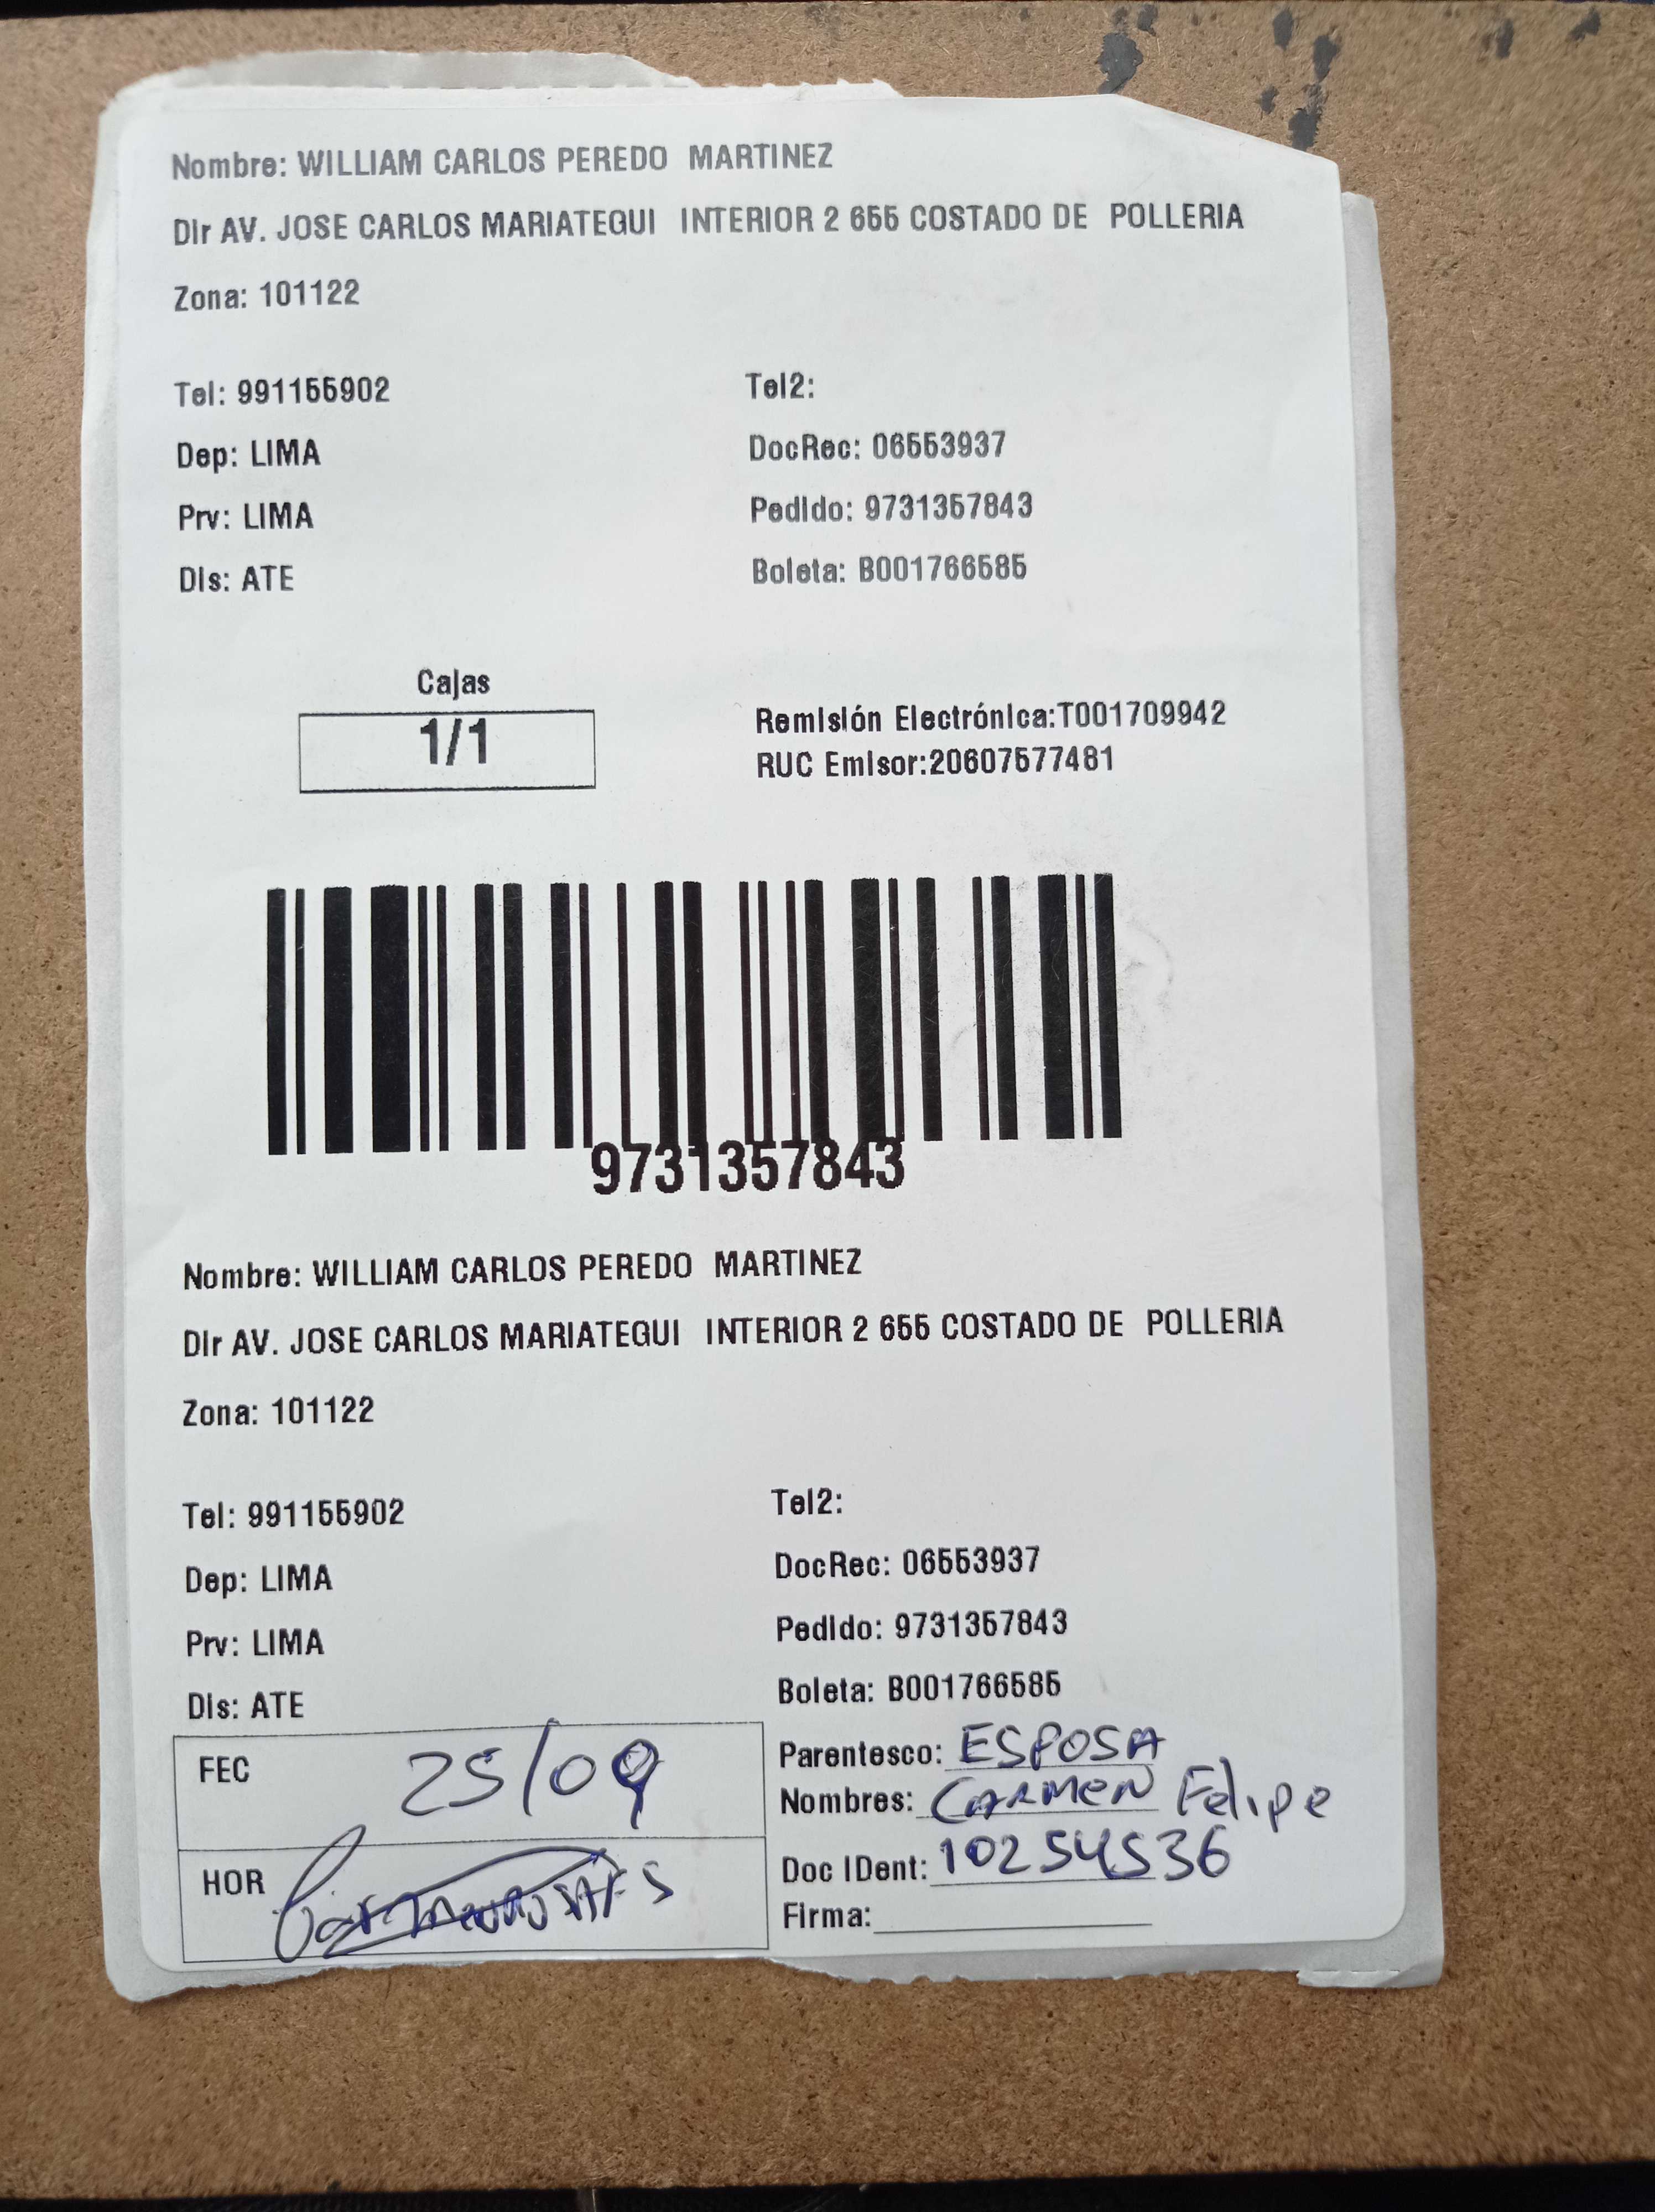 Nombre: WILLIAM CARLOS PEREDO MARTINEZ
Dir AV. JOSE CARLOS MARIATEGUI INTERIOR 2 655 COSTADO DE POLLERIA
Zona: 101122
Tel: 991155902 Tel2:
Dep: LIMA DocRec: 06553937
Prv: LIMA Pedido: 9731357843
Dis: ATE Boleta: B001766585
Cajas
1/1
Remisión Electrónica:T001709942
RUC Emisor:20607577481
9731357843
Nombre: WILLIAM CARLOS PEREDO MARTINEZ
Dir AV. JOSE CARLOS MARIATEGUI INTERIOR 2 655 COSTADO DE POLLERIA
Zona: 101122
Tel: 991155902 Tel2:
Dep: LIMA DocRec: 06553937
Prv: LIMA Pedido: 9731357843
Dis: ATE Boleta: B001766585
FEC 25/09
Parentesco: ESPOSA
Nombres: CARMEN Felipe
HOR
Doc IDent: 10254536
Firma: